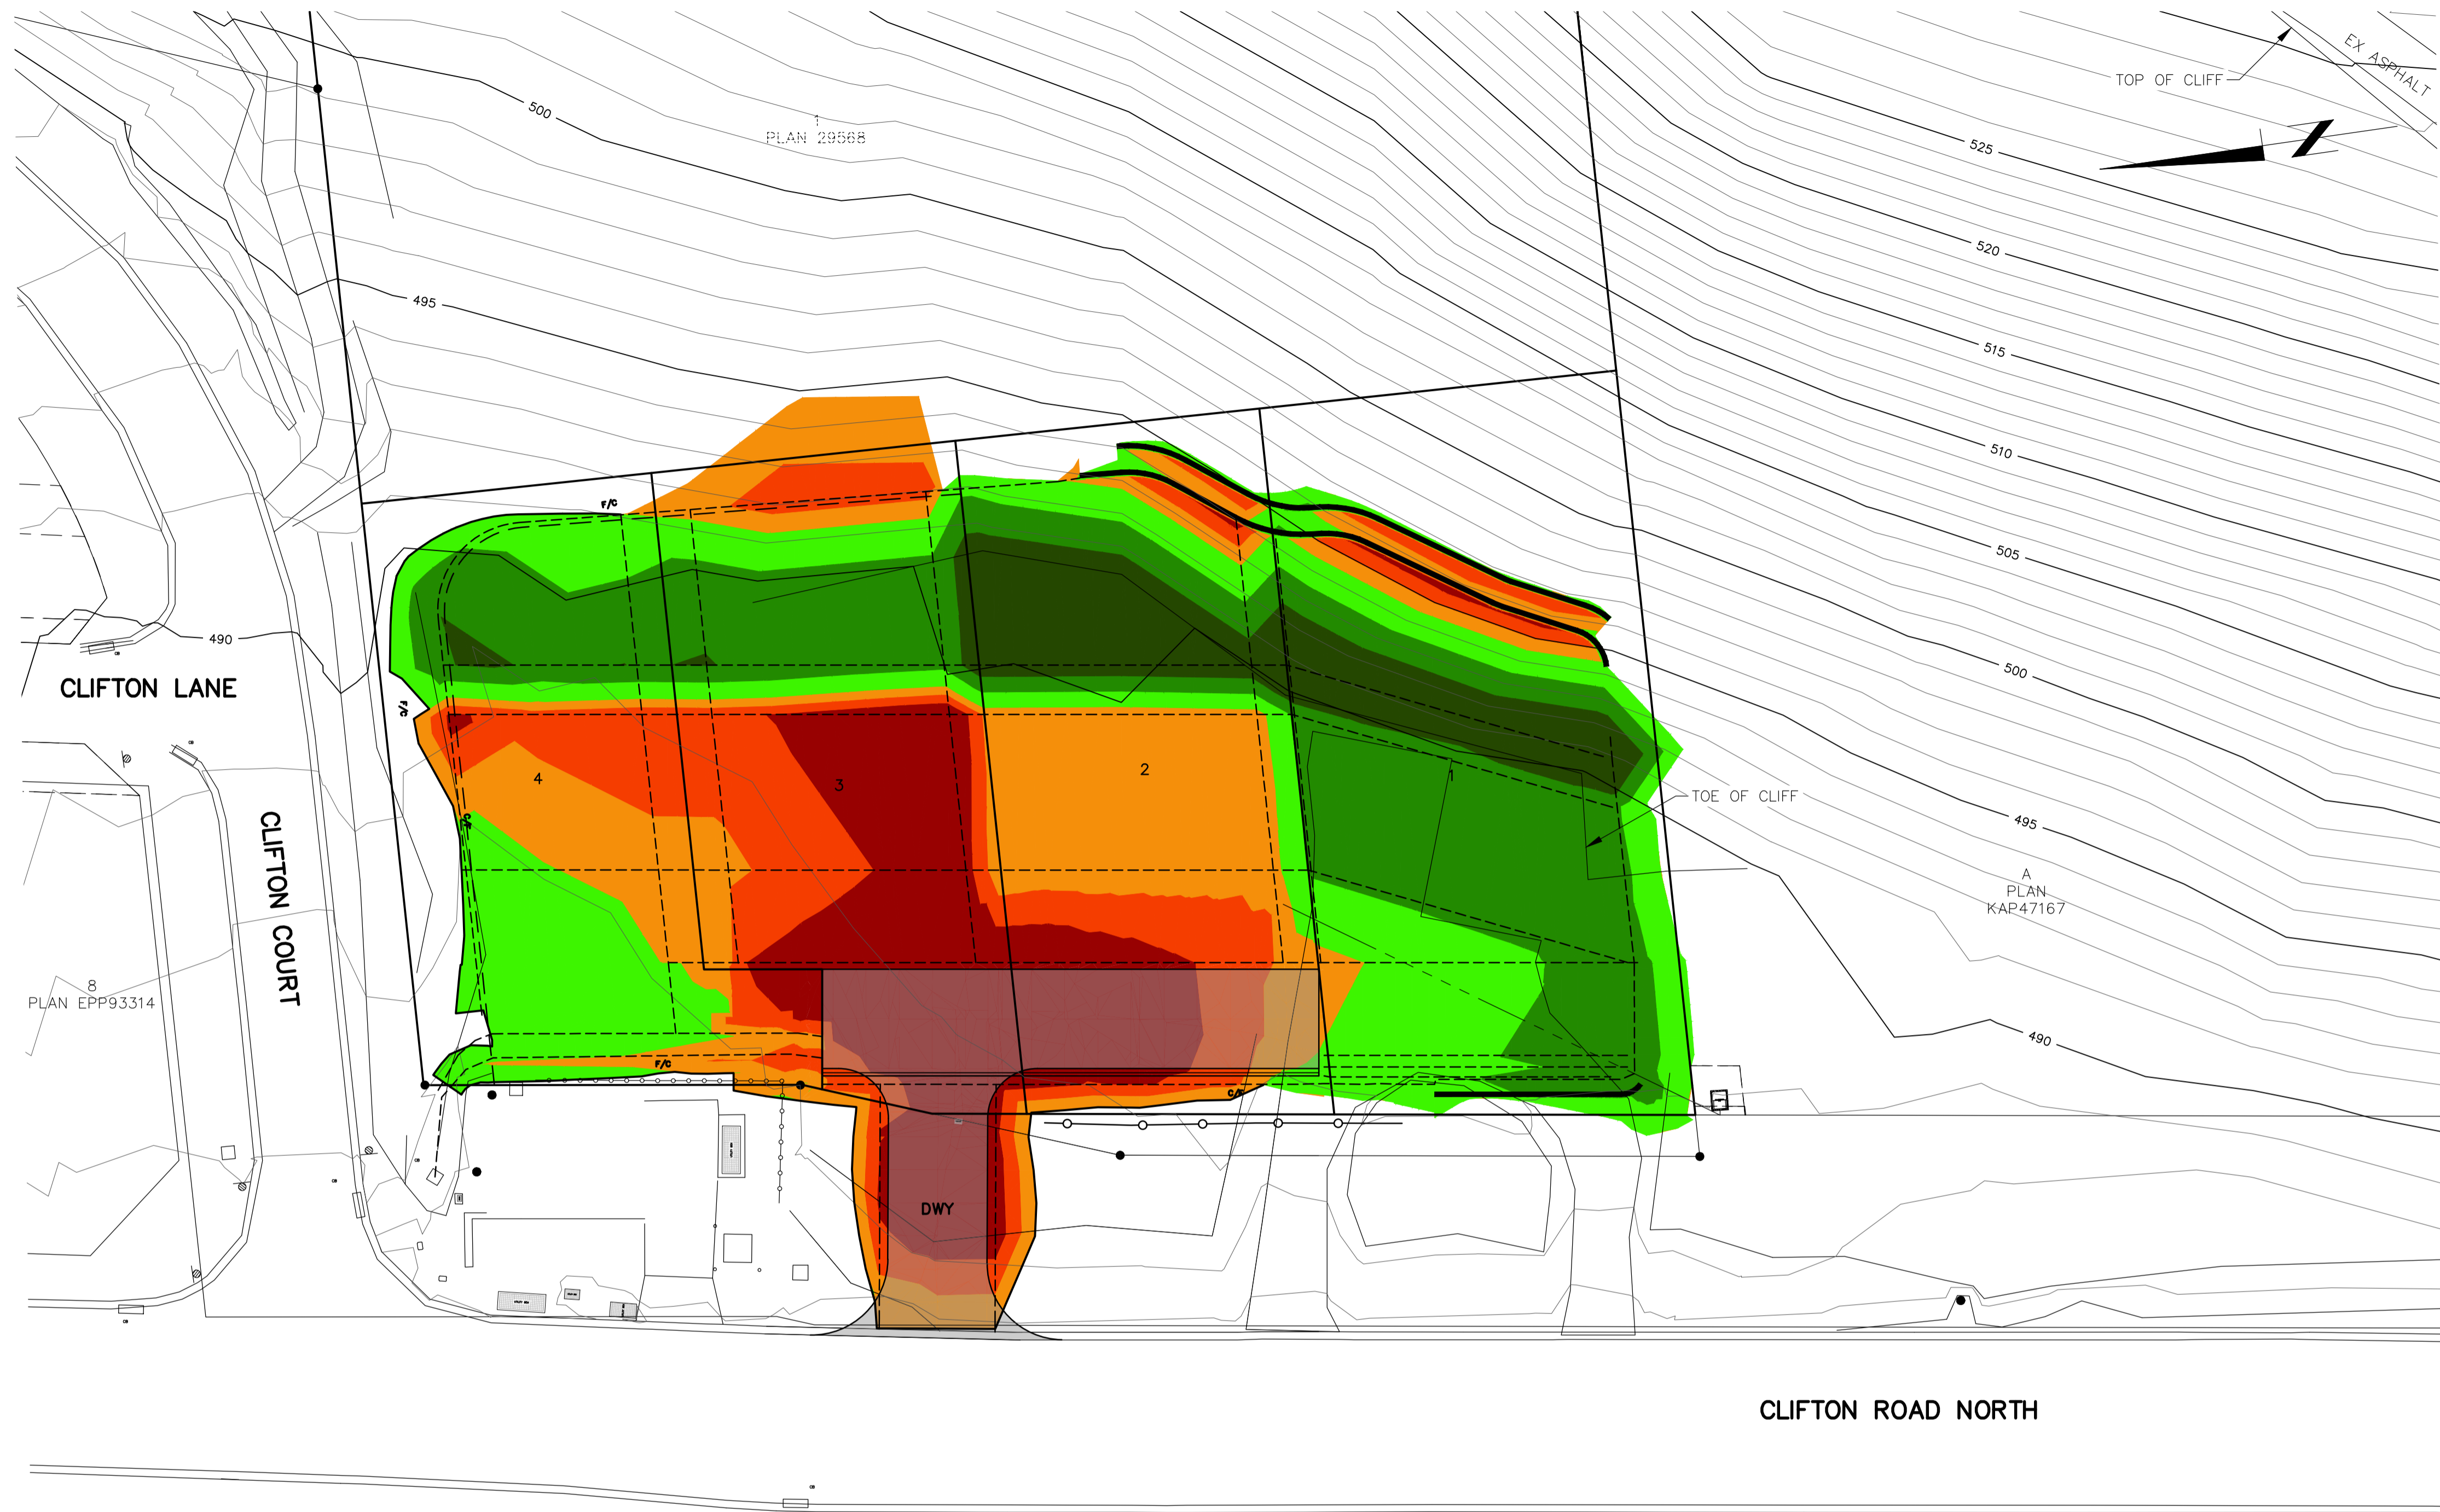 TOP OF CLIFF
EX ASPHALT
500
1
PLAN 29568
525
520
495
515
510
505
F/C
490
500
CLIFTON LANE
F/C
4
3
2
1
TOE OF CLIFF
C/F
495
CLIFTON COURT
A
PLAN
KAP47167
8
PLAN EPP93314
490
F/C
C/F
DWY
CLIFTON ROAD NORTH